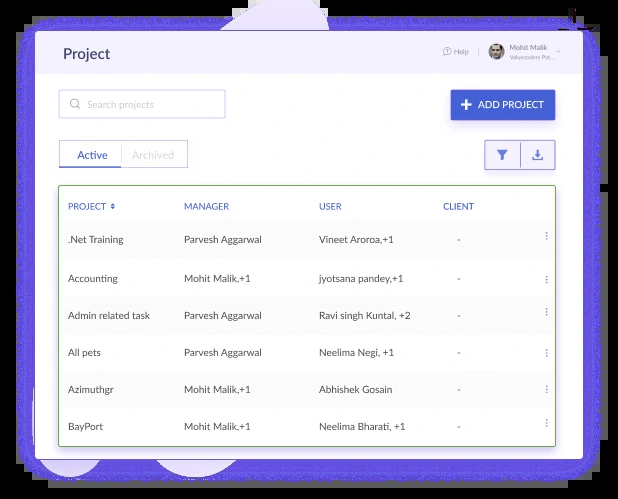 Project
Help
Mohit Malik
Valuecoders Pvt...
Search projects
ADD PROJECT
Active Archived
PROJECT MANAGER USER CLIENT
.Net Training Parvesh Aggarwal Vineet Aroroa,+1 -
Accounting Mohit Malik,+1 jyotsana pandey,+1 -
Admin related task Parvesh Aggarwal Ravi singh Kuntal, +2 -
All pets Parvesh Aggarwal Neelima Negi, +1 -
Azimuthgr Mohit Malik,+1 Abhishek Gosain -
BayPort Mohit Malik,+1 Neelima Bharati, +1 -